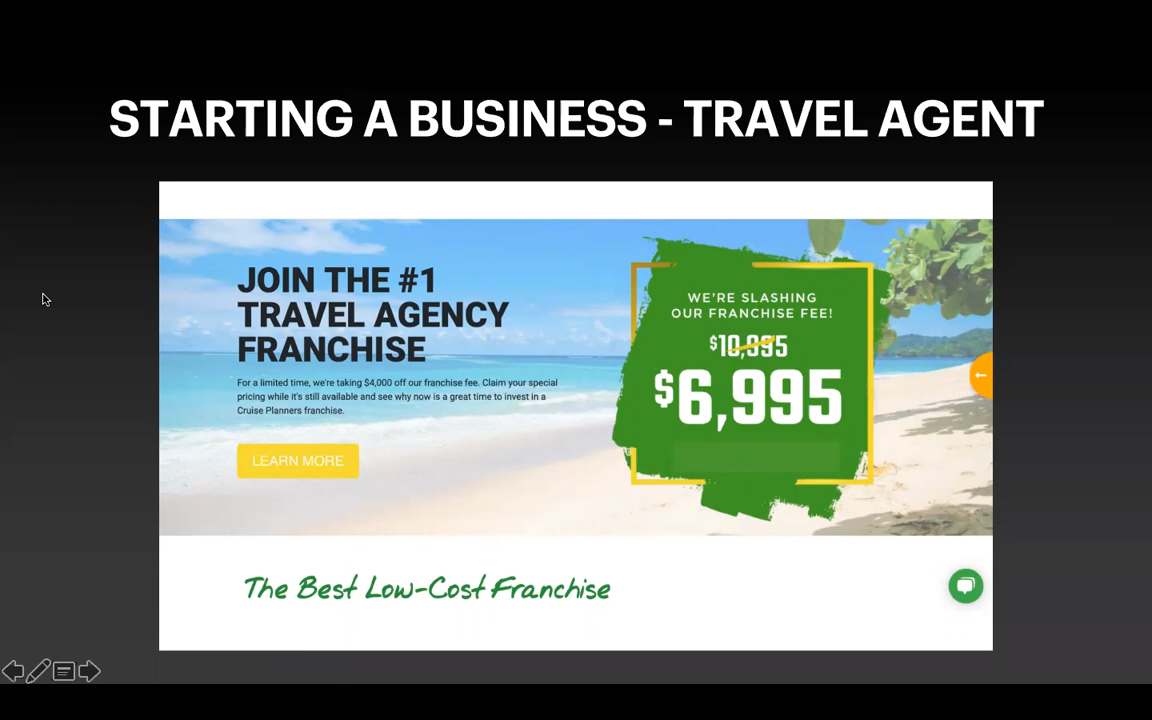 STARTING A BUSINESS - TRAVEL AGENT
JOIN THE #1
TRAVEL AGENCY
FRANCHISE
For a limited time, we're taking $4,000 off our franchise fee. Claim your special
pricing while it's still available and see why now is a great time to invest in a
Cruise Planners franchise.
LEARN MORE
WE'RE SLASHING
OUR FRANCHISE FEE!
$10,995
$6,995
The Best Low-Cost Franchise